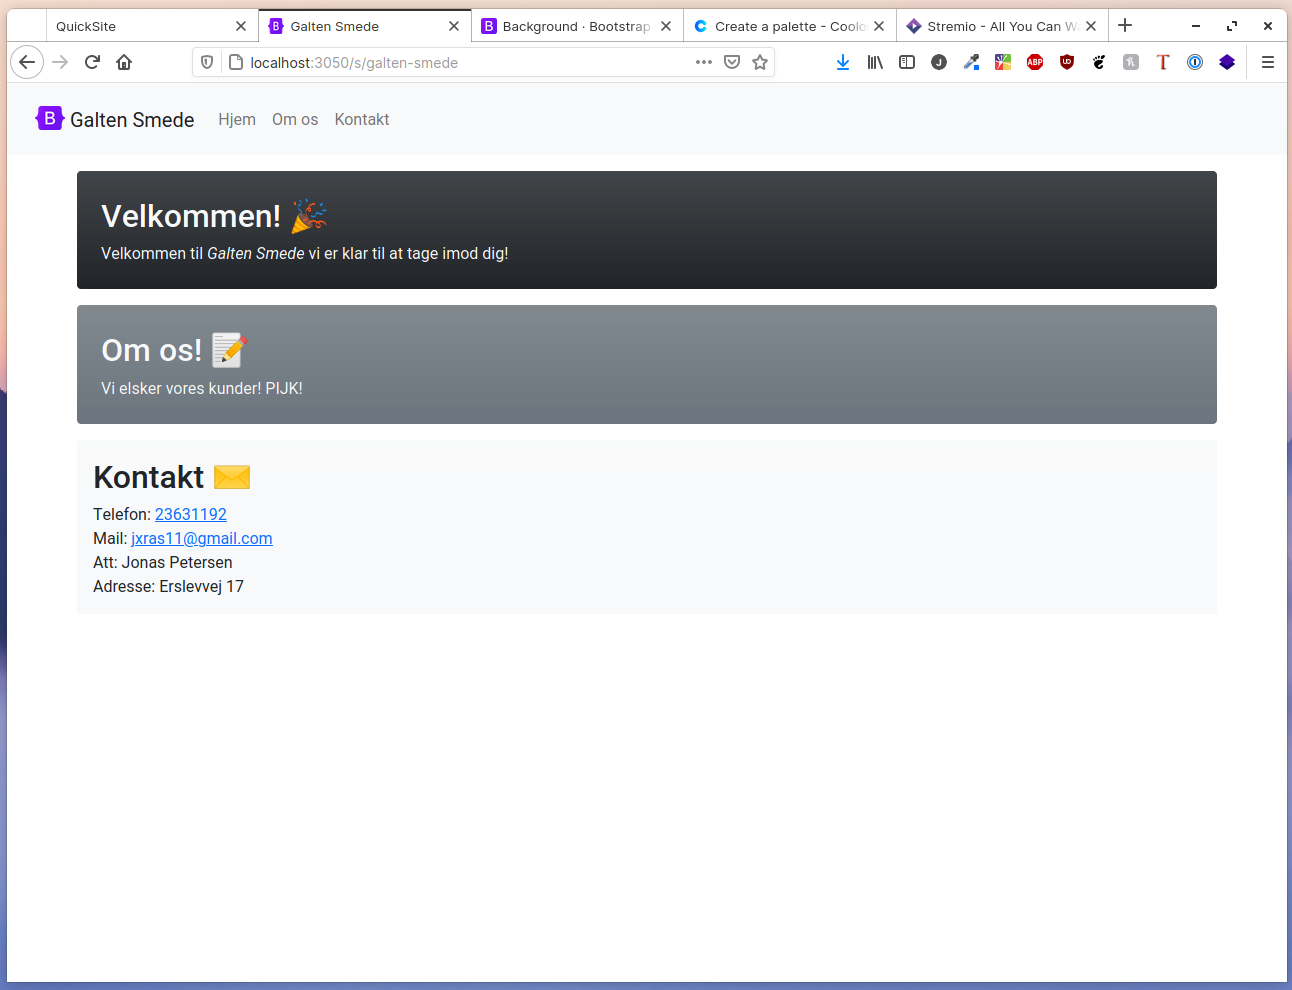 QuickSite
Galten Smede
Background · Bootstrap
Create a palette - Coolo
Stremio - All You Can W
localhost:3050/s/galten-smede
B Galten Smede Hjem Om os Kontakt
Velkommen! 🎉
Velkommen til Galten Smede vi er klar til at tage imod dig!
Om os! 📝
Vi elsker vores kunder! PIJK!
Kontakt ✉️
Telefon: 23631192
Mail: jxras11@gmail.com
Att: Jonas Petersen
Adresse: Erslevvej 17